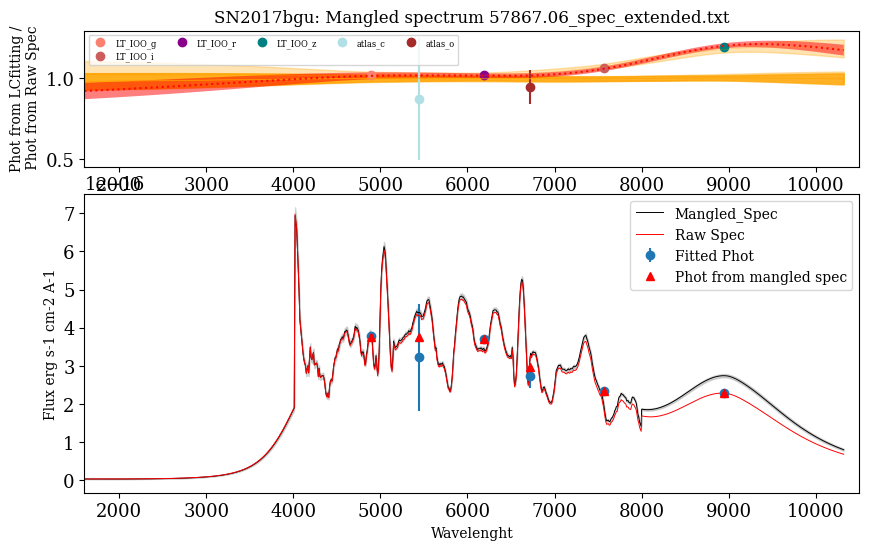 SN2017bgu: Mangled spectrum 57867.06_spec_extended.txt
Phot from LCfitting /
Phot from Raw Spec
LT_IOO_g LT_IOO_r LT_IOO_z atlas_c atlas_o
LT_IOO_i
1.0
0.5
2000 3000 4000 5000 6000 7000 8000 9000 10000
1e−16
Flux erg s-1 cm-2 A-1
7
6
5
4
3
2
1
0
Mangled_Spec
Raw Spec
Fitted Phot
Phot from mangled spec
2000 3000 4000 5000 6000 7000 8000 9000 10000
Wavelenght